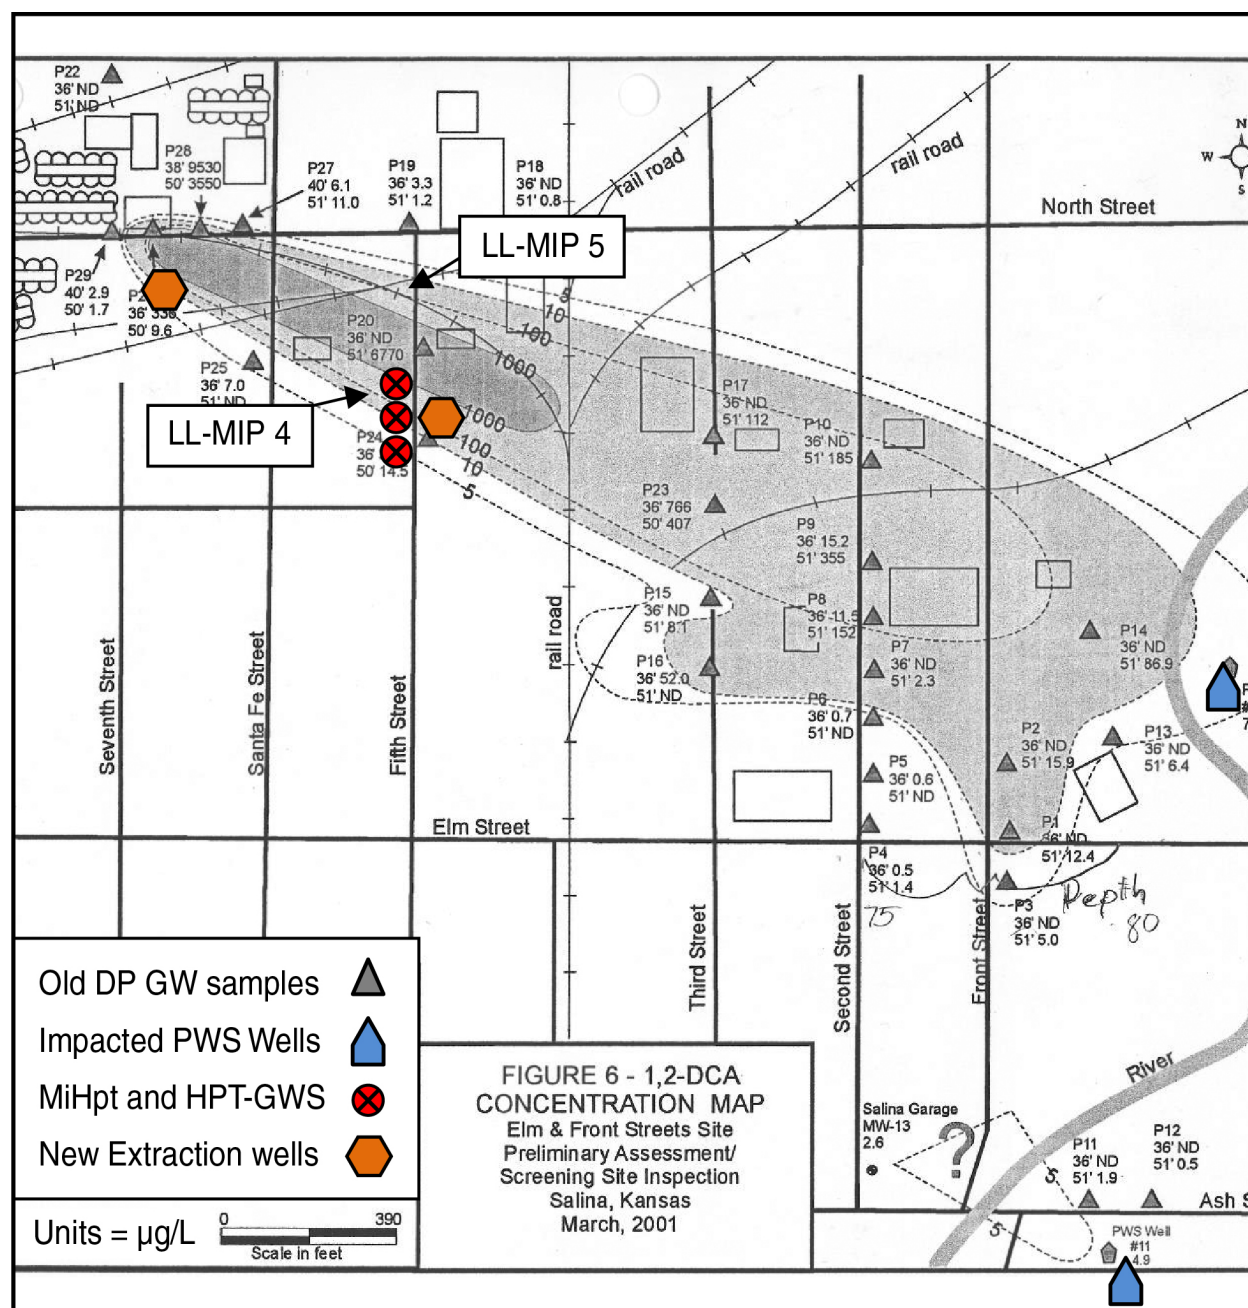 P22
36' ND
51' ND
P28
38' 9530
50' 3550
P27
40' 6.1
51' 11.0
P19
36' 3.3
51' 1.2
P18
36' ND
51' 0.8
rail road
rail road
N
W
S
North Street
LL-MIP 5
P29
40' 2.9
50' 1.7
36' 338
50' 9.6
P20
36' ND
51' 6770
5
10
100
1000
P25
36' 7.0
51' ND
LL-MIP 4
P24
36'
50' 14.5
1000
100
10
5
P17
36' ND
51' 112
P10
36' ND
51' 185
P23
36' 766
50' 407
P9
36' 15.2
51' 355
P15
36' ND
51' 8.1
P8
36' 11.5
51' 152
P16
36' 52.0
51' ND
P7
36' ND
51' 2.3
P14
36' ND
51' 86.9
P6
36' 0.7
51' ND
P5
36' 0.6
51' ND
P2
36' ND
51' 15.9
P13
36' ND
51' 6.4
P
#
7
P1
36' ND
51' 12.4
P4
36' 0.5
51' 1.4
75
P3
36' ND
51' 5.0
Depth
80
Seventh Street
Santa Fe Street
Fifth Street
rail road
Elm Street
Third Street
Second Street
Front Street
River
Old DP GW samples
Impacted PWS Wells
MiHpt and HPT-GWS
New Extraction wells
Units = µg/L
0 390
Scale in feet
FIGURE 6 - 1,2-DCA
CONCENTRATION MAP
Elm & Front Streets Site
Preliminary Assessment/
Screening Site Inspection
Salina, Kansas
March, 2001
Salina Garage
MW-13
2.6
?
5
5
P11
36' ND
51' 1.9
P12
36' ND
51' 0.5
Ash S
PWS Well
#11
4.9